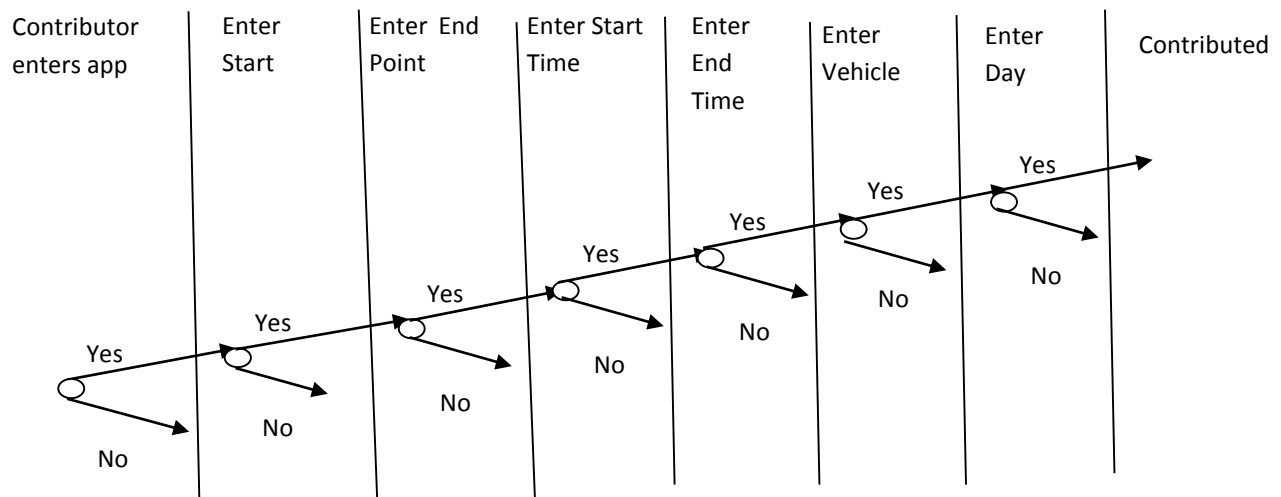 Contributor
enters app
Enter
Start
Enter End
Point
Enter Start
Time
Enter
End
Time
Enter
Vehicle
Enter
Day
Contributed
Yes
No
Yes
No
Yes
No
Yes
No
Yes
No
Yes
No
Yes
No